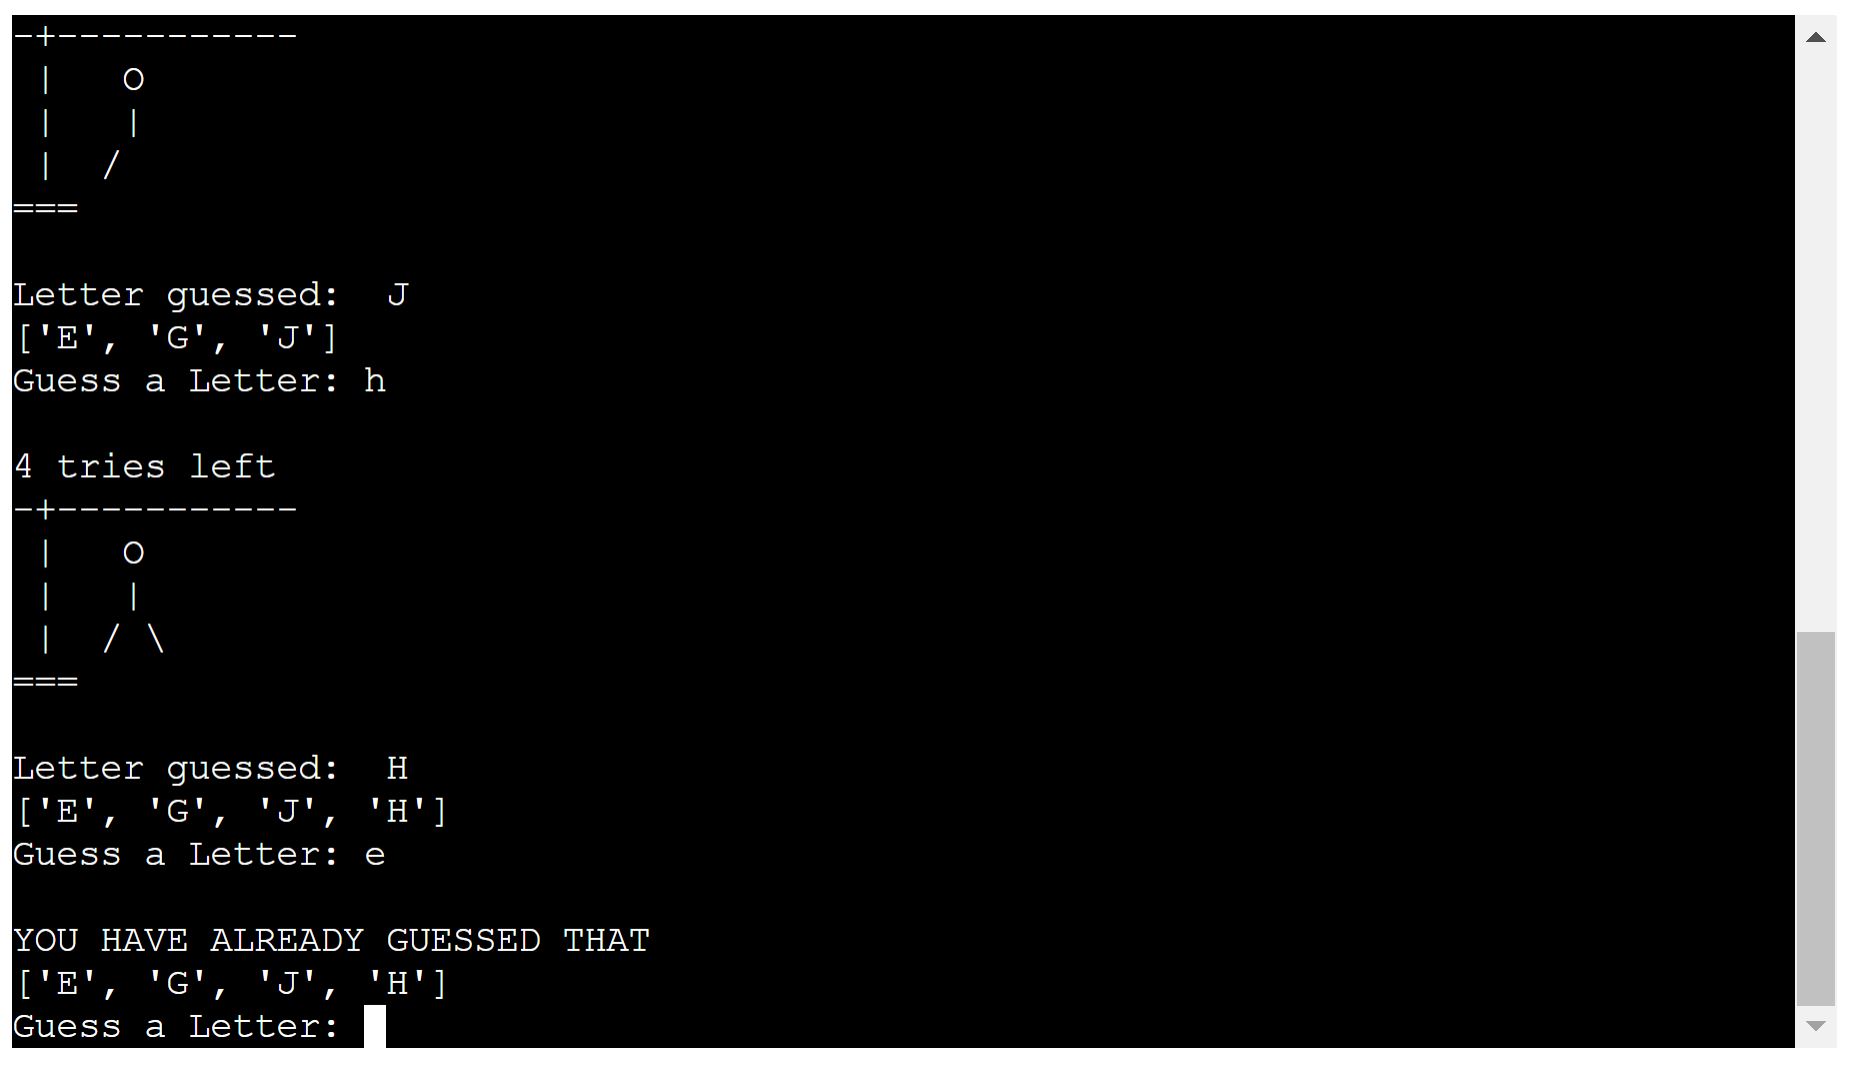 -+-----------
 |   O
 |   |
 |  /
===
Letter guessed:  J
['E', 'G', 'J']
Guess a Letter: h
4 tries left
-+-----------
 |   O
 |   |
 |  / \
===
Letter guessed:  H
['E', 'G', 'J', 'H']
Guess a Letter: e
YOU HAVE ALREADY GUESSED THAT
['E', 'G', 'J', 'H']
Guess a Letter: